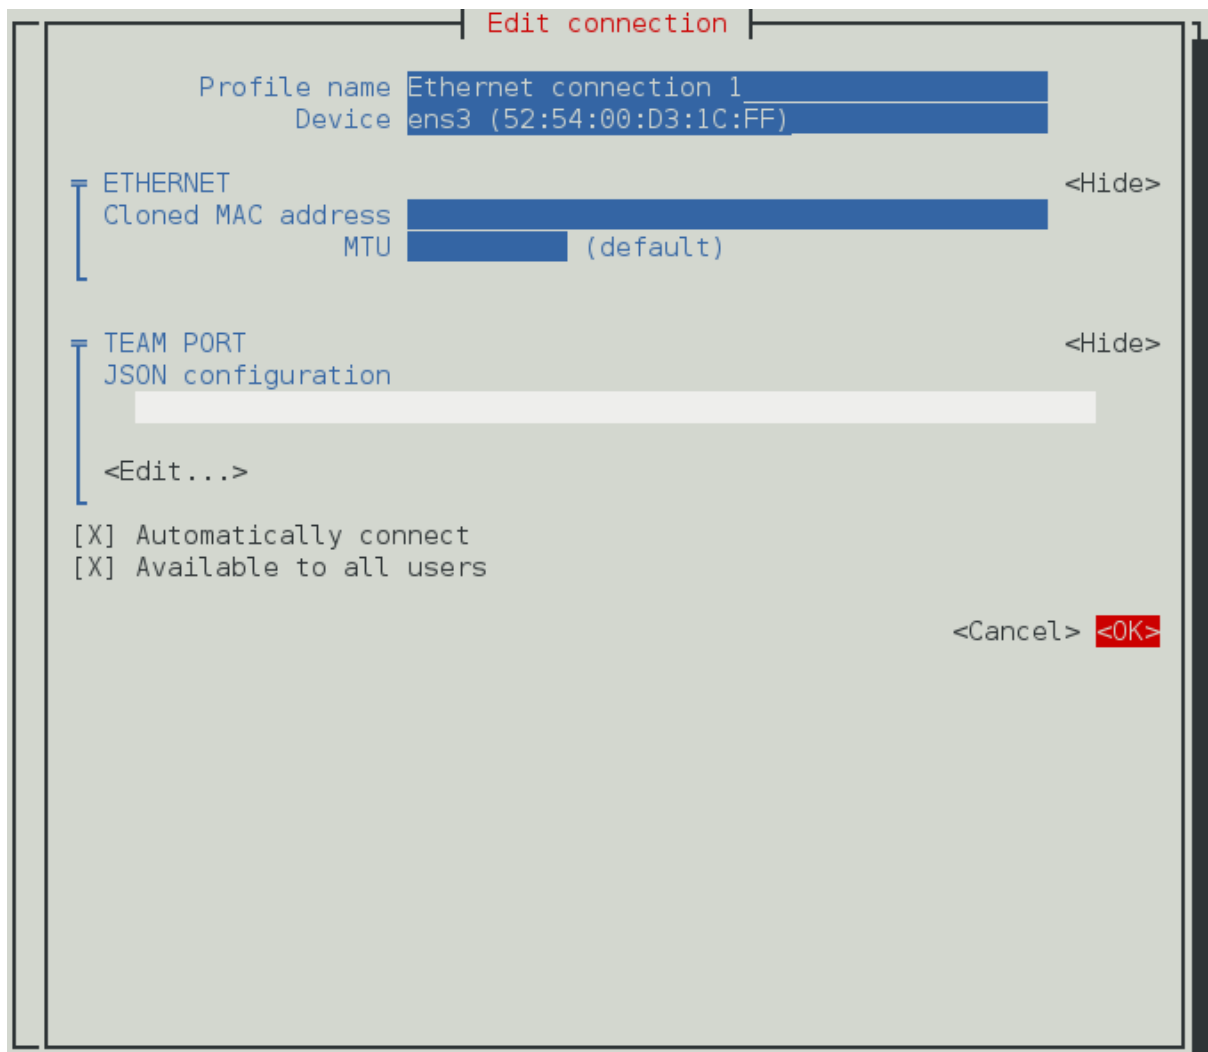 Edit connection
Profile name Ethernet connection 1
Device ens3 (52:54:00:D3:1C:FF)
ETHERNET <Hide>
Cloned MAC address
MTU (default)
TEAM PORT <Hide>
JSON configuration
<Edit...>
[X] Automatically connect
[X] Available to all users
<Cancel> <OK>